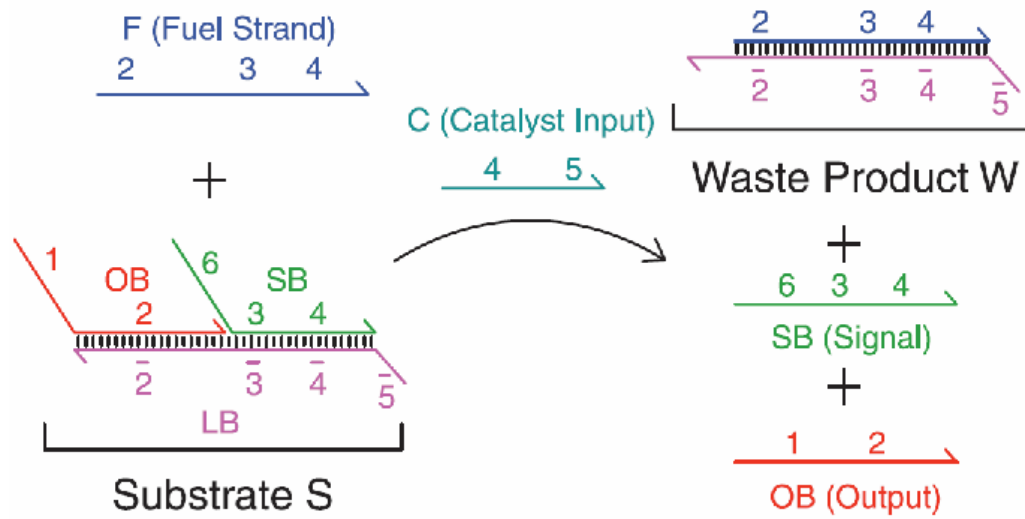 F (Fuel Strand)
2 3 4
+
1 OB 6 SB
2 3 4
2̄ 3̄ 4̄ 5̄
LB
Substrate S
C (Catalyst Input)
4 5
2 3 4
2̄ 3̄ 4̄ 5̄
Waste Product W
+
6 3 4
SB (Signal)
+
1 2
OB (Output)